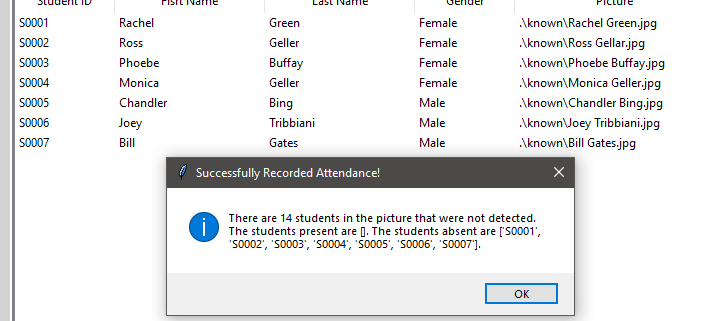 Student ID Fisrt Name Last Name Gender Picture
S0001 Rachel Green Female .\known\Rachel Green.jpg
S0002 Ross Geller Female .\known\Ross Gellar.jpg
S0003 Phoebe Buffay Female .\known\Phoebe Buffay.jpg
S0004 Monica Geller Female .\known\Monica Geller.jpg
S0005 Chandler Bing Male .\known\Chandler Bing.jpg
S0006 Joey Tribbiani Male .\known\Joey Tribbiani.jpg
S0007 Bill Gates Male .\known\Bill Gates.jpg
Successfully Recorded Attendance!
There are 14 students in the picture that were not detected.
The students present are []. The students absent are ['S0001',
'S0002', 'S0003', 'S0004', 'S0005', 'S0006', 'S0007'].
OK